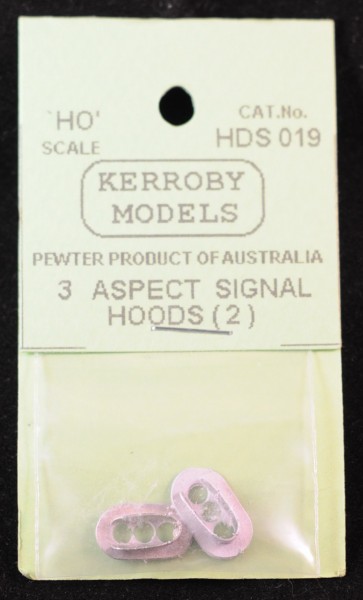 'HO'
SCALE
CAT.No.
HDS 019
KERROBY
MODELS
PEWTER PRODUCT OF AUSTRALIA
3 ASPECT SIGNAL
HOODS (2)